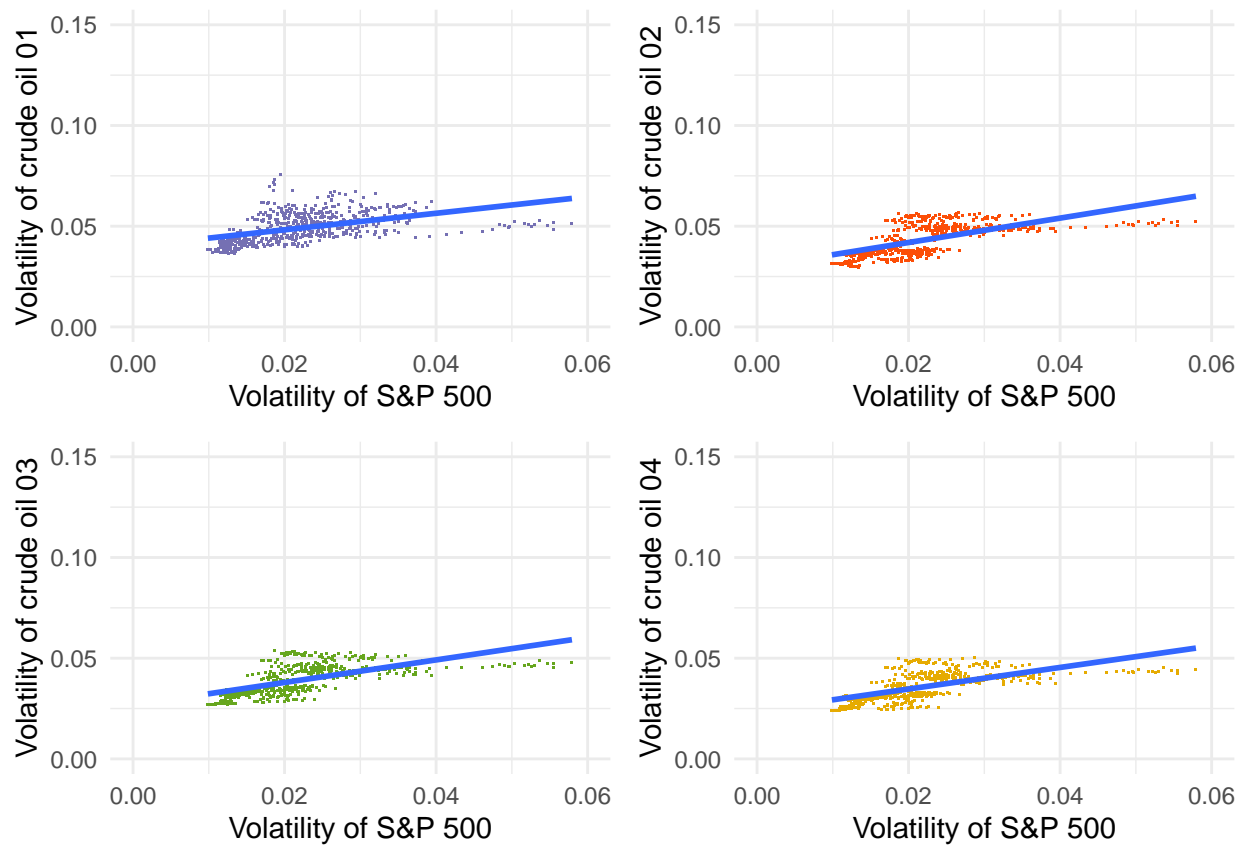 Volatility of crude oil 01
0.15
0.10
0.05
0.00
0.00 0.02 0.04 0.06
Volatility of S&P 500
Volatility of crude oil 02
0.15
0.10
0.05
0.00
0.00 0.02 0.04 0.06
Volatility of S&P 500
Volatility of crude oil 03
0.15
0.10
0.05
0.00
0.00 0.02 0.04 0.06
Volatility of S&P 500
Volatility of crude oil 04
0.15
0.10
0.05
0.00
0.00 0.02 0.04 0.06
Volatility of S&P 500